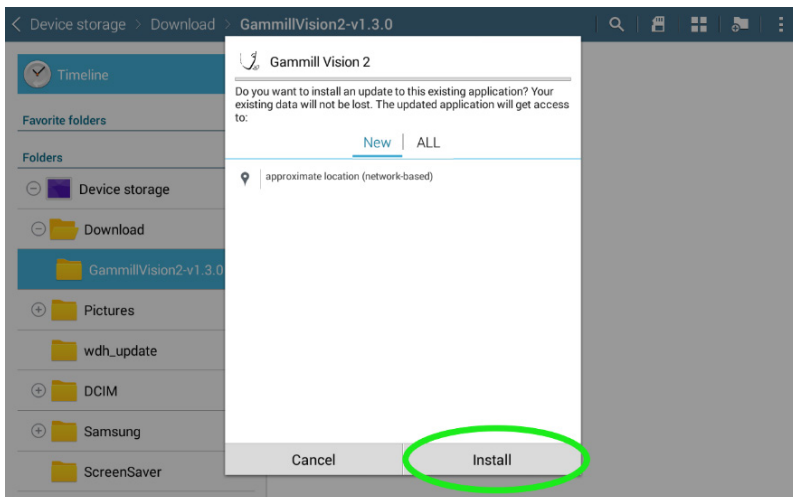 Device storage > Download > GammillVision2-v1.3.0
Timeline
Favorite folders
Folders
Device storage
Download
GammillVision2-v1.3.0
Pictures
wdh_update
DCIM
Samsung
ScreenSaver
Gammill Vision 2
Do you want to install an update to this existing application? Your
existing data will not be lost. The updated application will get access
to:
New | ALL
approximate location (network-based)
Cancel Install